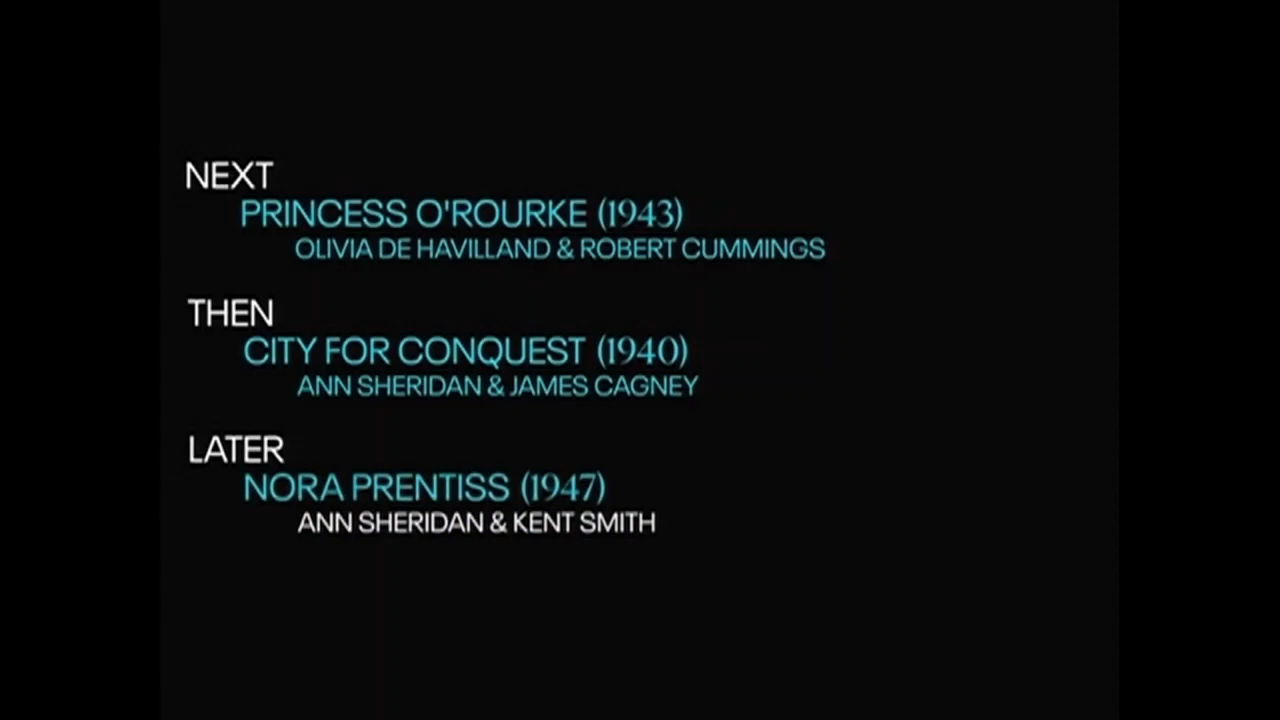 NEXT
PRINCESS O'ROURKE (1943)
OLIVIA DE HAVILLAND & ROBERT CUMMINGS
THEN
CITY FOR CONQUEST (1940)
ANN SHERIDAN & JAMES CAGNEY
LATER
NORA PRENTISS (1947)
ANN SHERIDAN & KENT SMITH